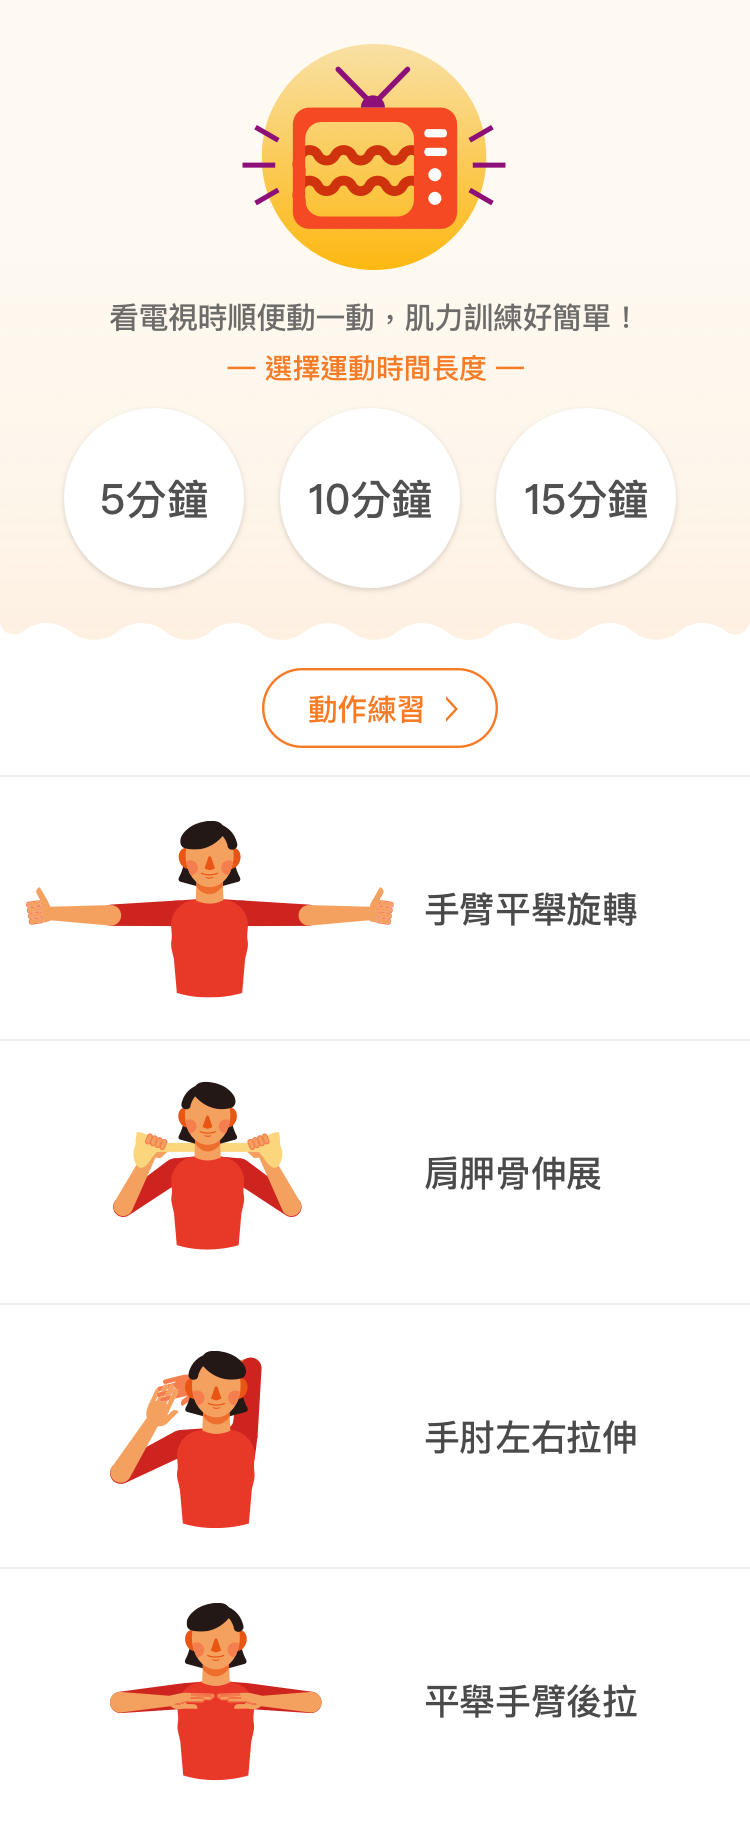 看電視時順便動一動，肌力訓練好簡單！
— 選擇運動時間長度 —
5分鐘
10分鐘
15分鐘
動作練習
手臂平舉旋轉
肩胛骨伸展
手肘左右拉伸
平舉手臂後拉